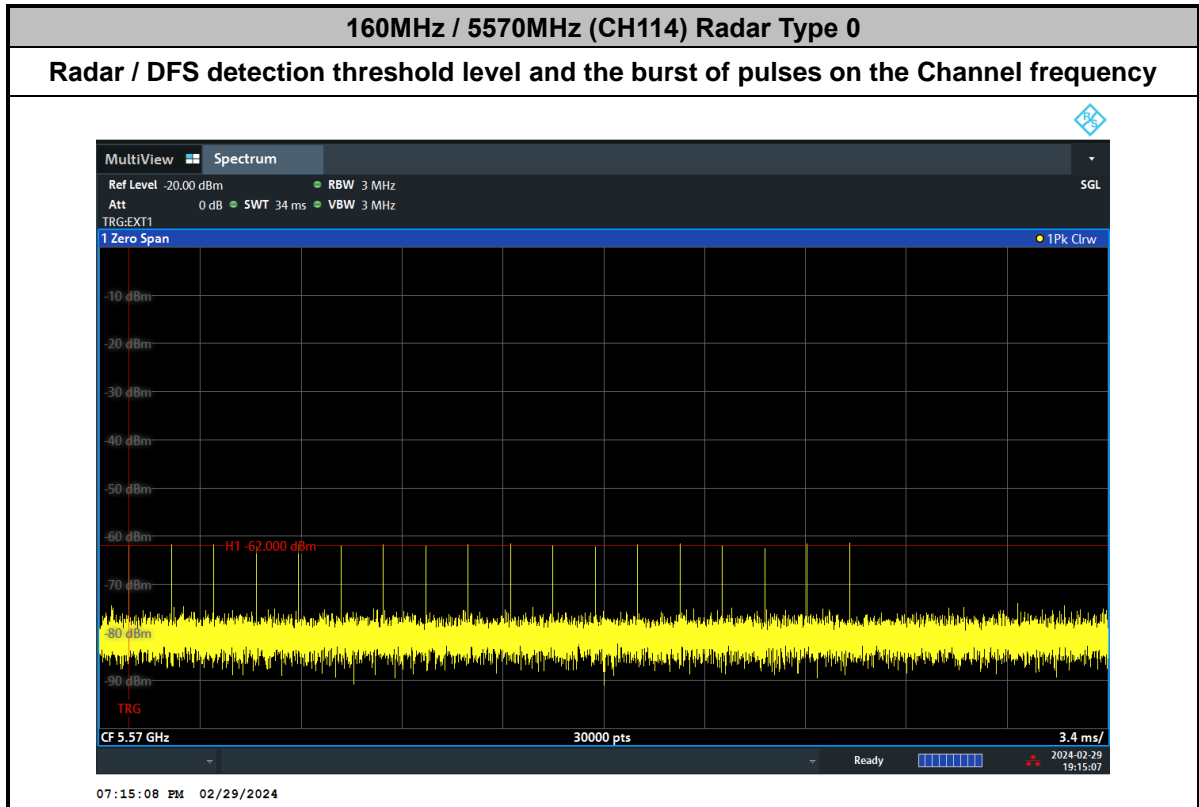 160MHz / 5570MHz (CH114) Radar Type 0
Radar / DFS detection threshold level and the burst of pulses on the Channel frequency
R S
MultiView Spectrum
Ref Level -20.00 dBm RBW 3 MHz SGL
Att 0 dB SWT 34 ms VBW 3 MHz
TRG:EXT1
1 Zero Span 1Pk Clrw
-10 dBm
-20 dBm
-30 dBm
-40 dBm
-50 dBm
-60 dBm
H1 -62.000 dBm
-70 dBm
-80 dBm
-90 dBm
TRG
CF 5.57 GHz 30000 pts 3.4 ms/
Ready 2024-02-29
19:15:07
07:15:08 PM 02/29/2024